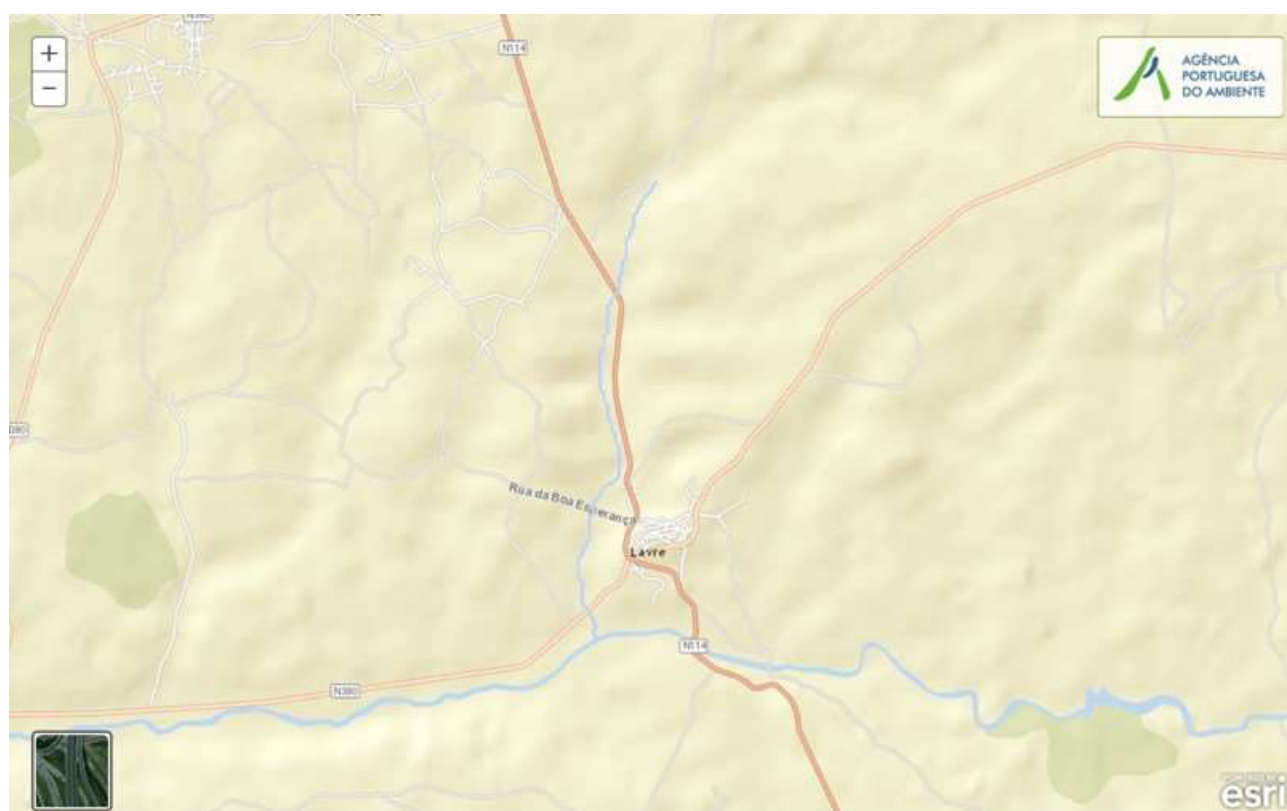 N114
+
−
AGÊNCIA
PORTUGUESA
DO AMBIENTE
Rua da Boa Esperança
Lavre
N114
N380
esri